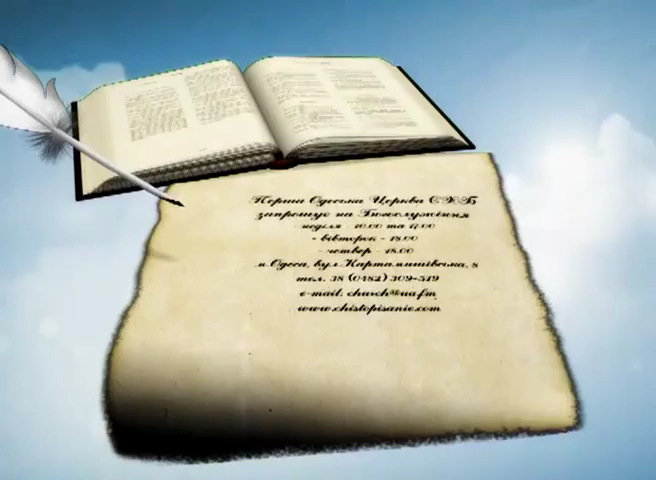 Перша Одеська Церква ЄХБ
запрошує на Богослужіння
- неділя - 10.00 та 17.00
- вівторок - 18.00
- четвер - 18.00
м.Одеса, вул.Картамишівська, 8
тел. 38 (0482) 309-519
e-mail: church@ua.fm
www.chistopisanie.com